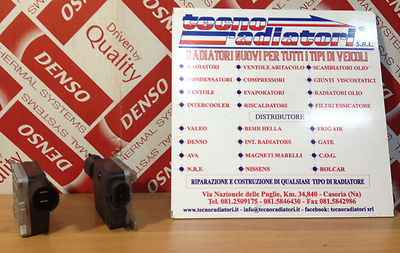 tecno
radiatori S.R.L.
RADIATORI NUOVI PER TUTTI I TIPI DI VEICOLI
RADIATORI • VENTOLE ABITACOLO • SCAMBIATORI OLIO
CONDENSATORI • COMPRESSORI • GIUNTI VISCOSTATICI
VENTOLE • EVAPORATORI • RADIATORI OLIO
INTERCOOLER • RISCALDATORI • FILTRI ESSICATORE
DISTRIBUTORE
VALEO • BEHR HELLA • FRIG AIR
DENSO • INT. RADIATORS • GATE
AVA • MAGNETI MARELLI • C.O.G.
N.R.F. • NISSENS • ROLCAR
RIPARAZIONE E COSTRUZIONE DI QUALSIASI TIPO DI RADIATORE
Via Nazionale delle Puglie, Km. 34,840 - Casoria (Na)
Tel. 081.2509175 - 081.5846430 - Fax 081.5842986
www.tecnoradiatori.it - info@tecnoradiatori.it - facebook: tecnoradiatori srl
Driven by
Quality
DENSO
THERMAL SYSTEMS
DENSO
THERMAL SYSTEMS
DENSO